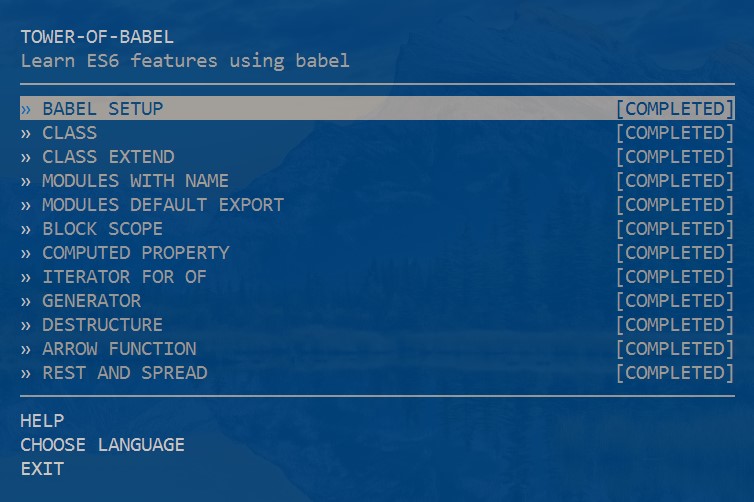 TOWER-OF-BABEL
Learn ES6 features using babel
» BABEL SETUP [COMPLETED]
» CLASS [COMPLETED]
» CLASS EXTEND [COMPLETED]
» MODULES WITH NAME [COMPLETED]
» MODULES DEFAULT EXPORT [COMPLETED]
» BLOCK SCOPE [COMPLETED]
» COMPUTED PROPERTY [COMPLETED]
» ITERATOR FOR OF [COMPLETED]
» GENERATOR [COMPLETED]
» DESTRUCTURE [COMPLETED]
» ARROW FUNCTION [COMPLETED]
» REST AND SPREAD [COMPLETED]
HELP
CHOOSE LANGUAGE
EXIT